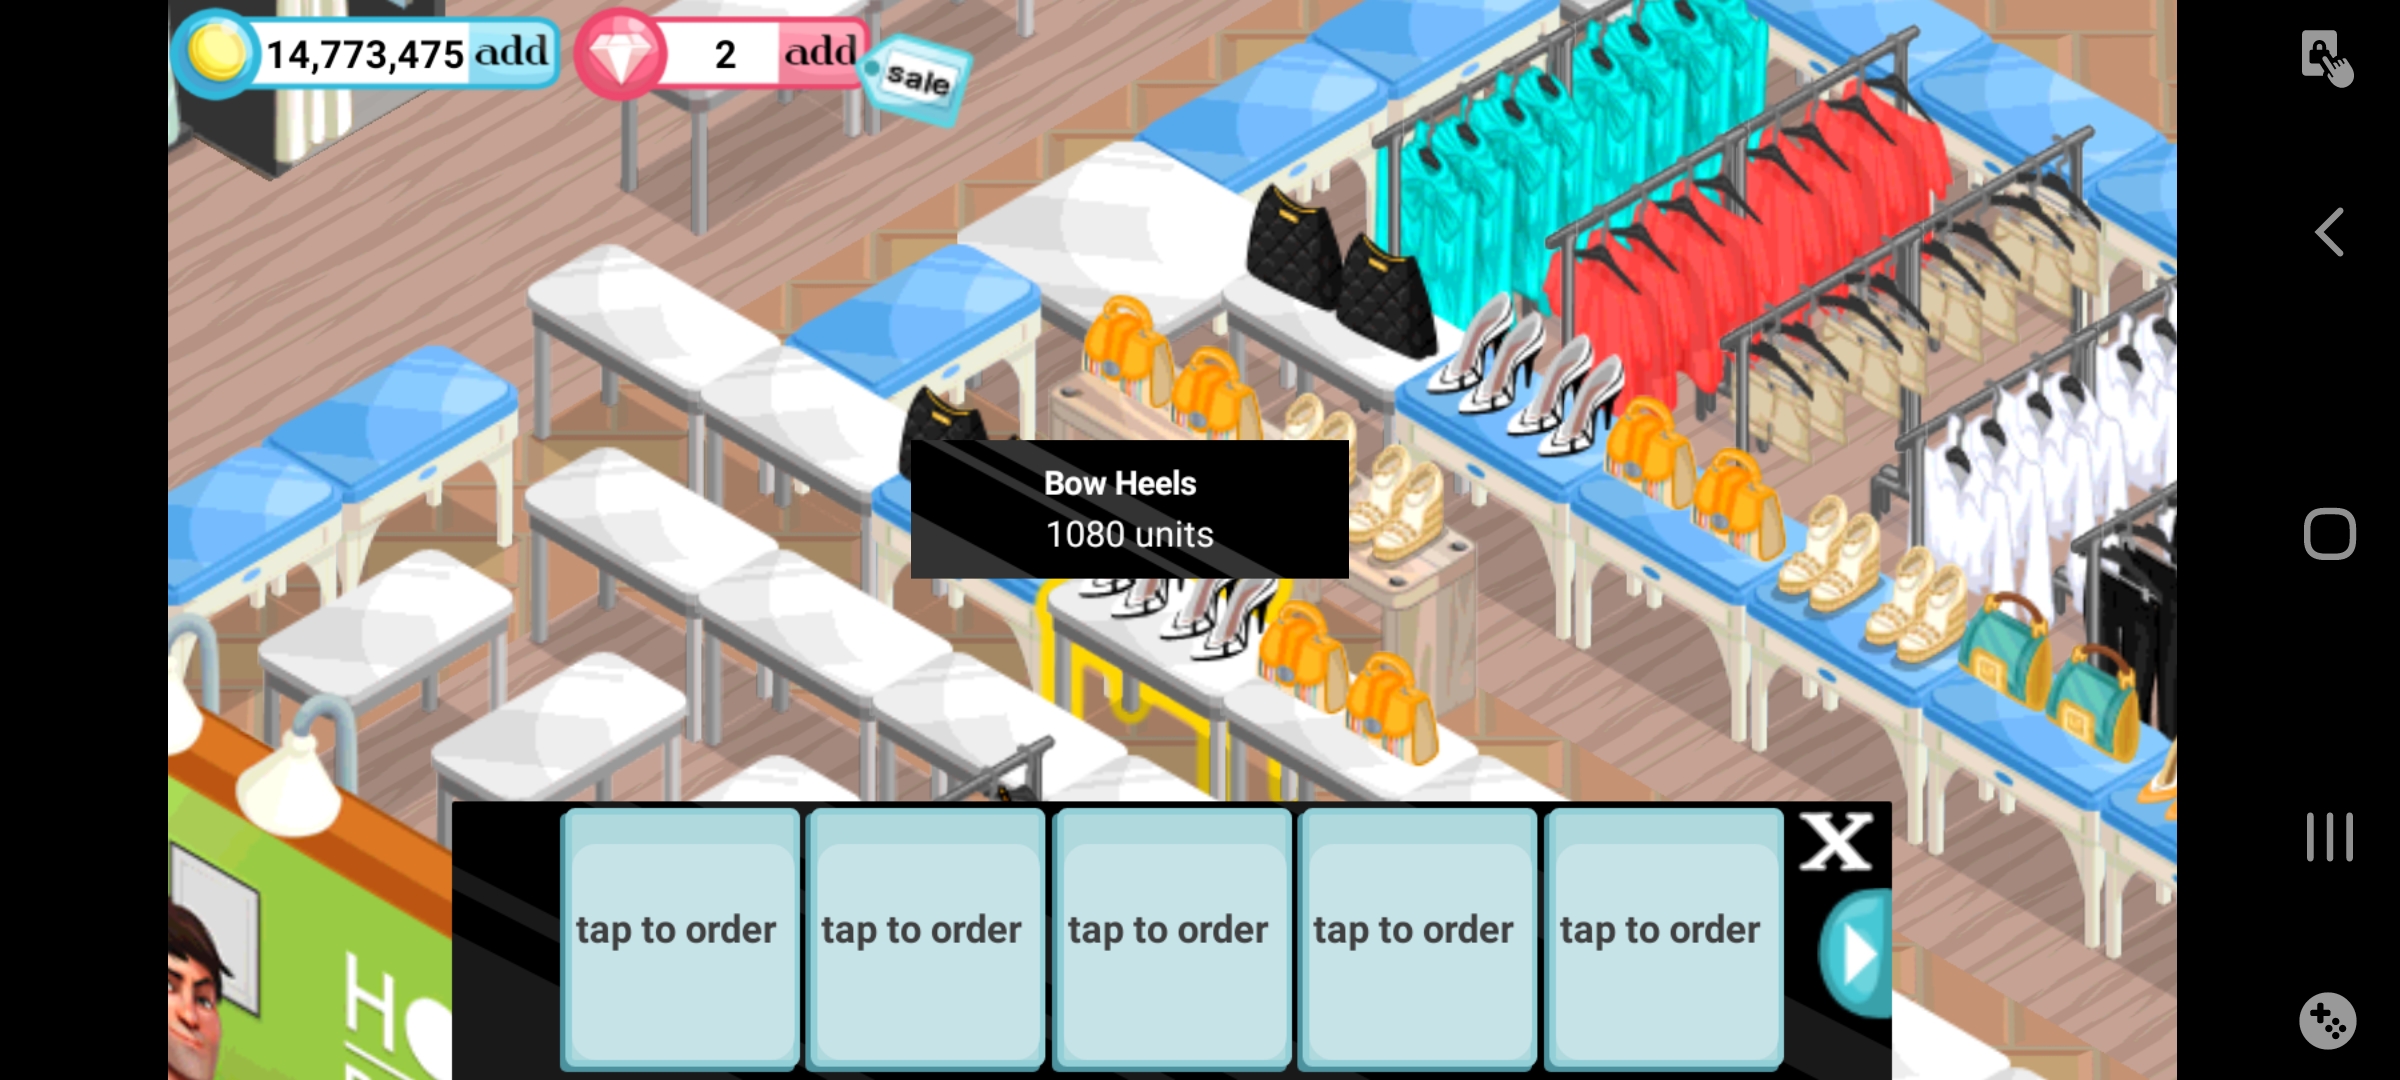 14,773,475 add
2 add
sale
Bow Heels
1080 units
tap to order
tap to order
tap to order
tap to order
tap to order
X
H